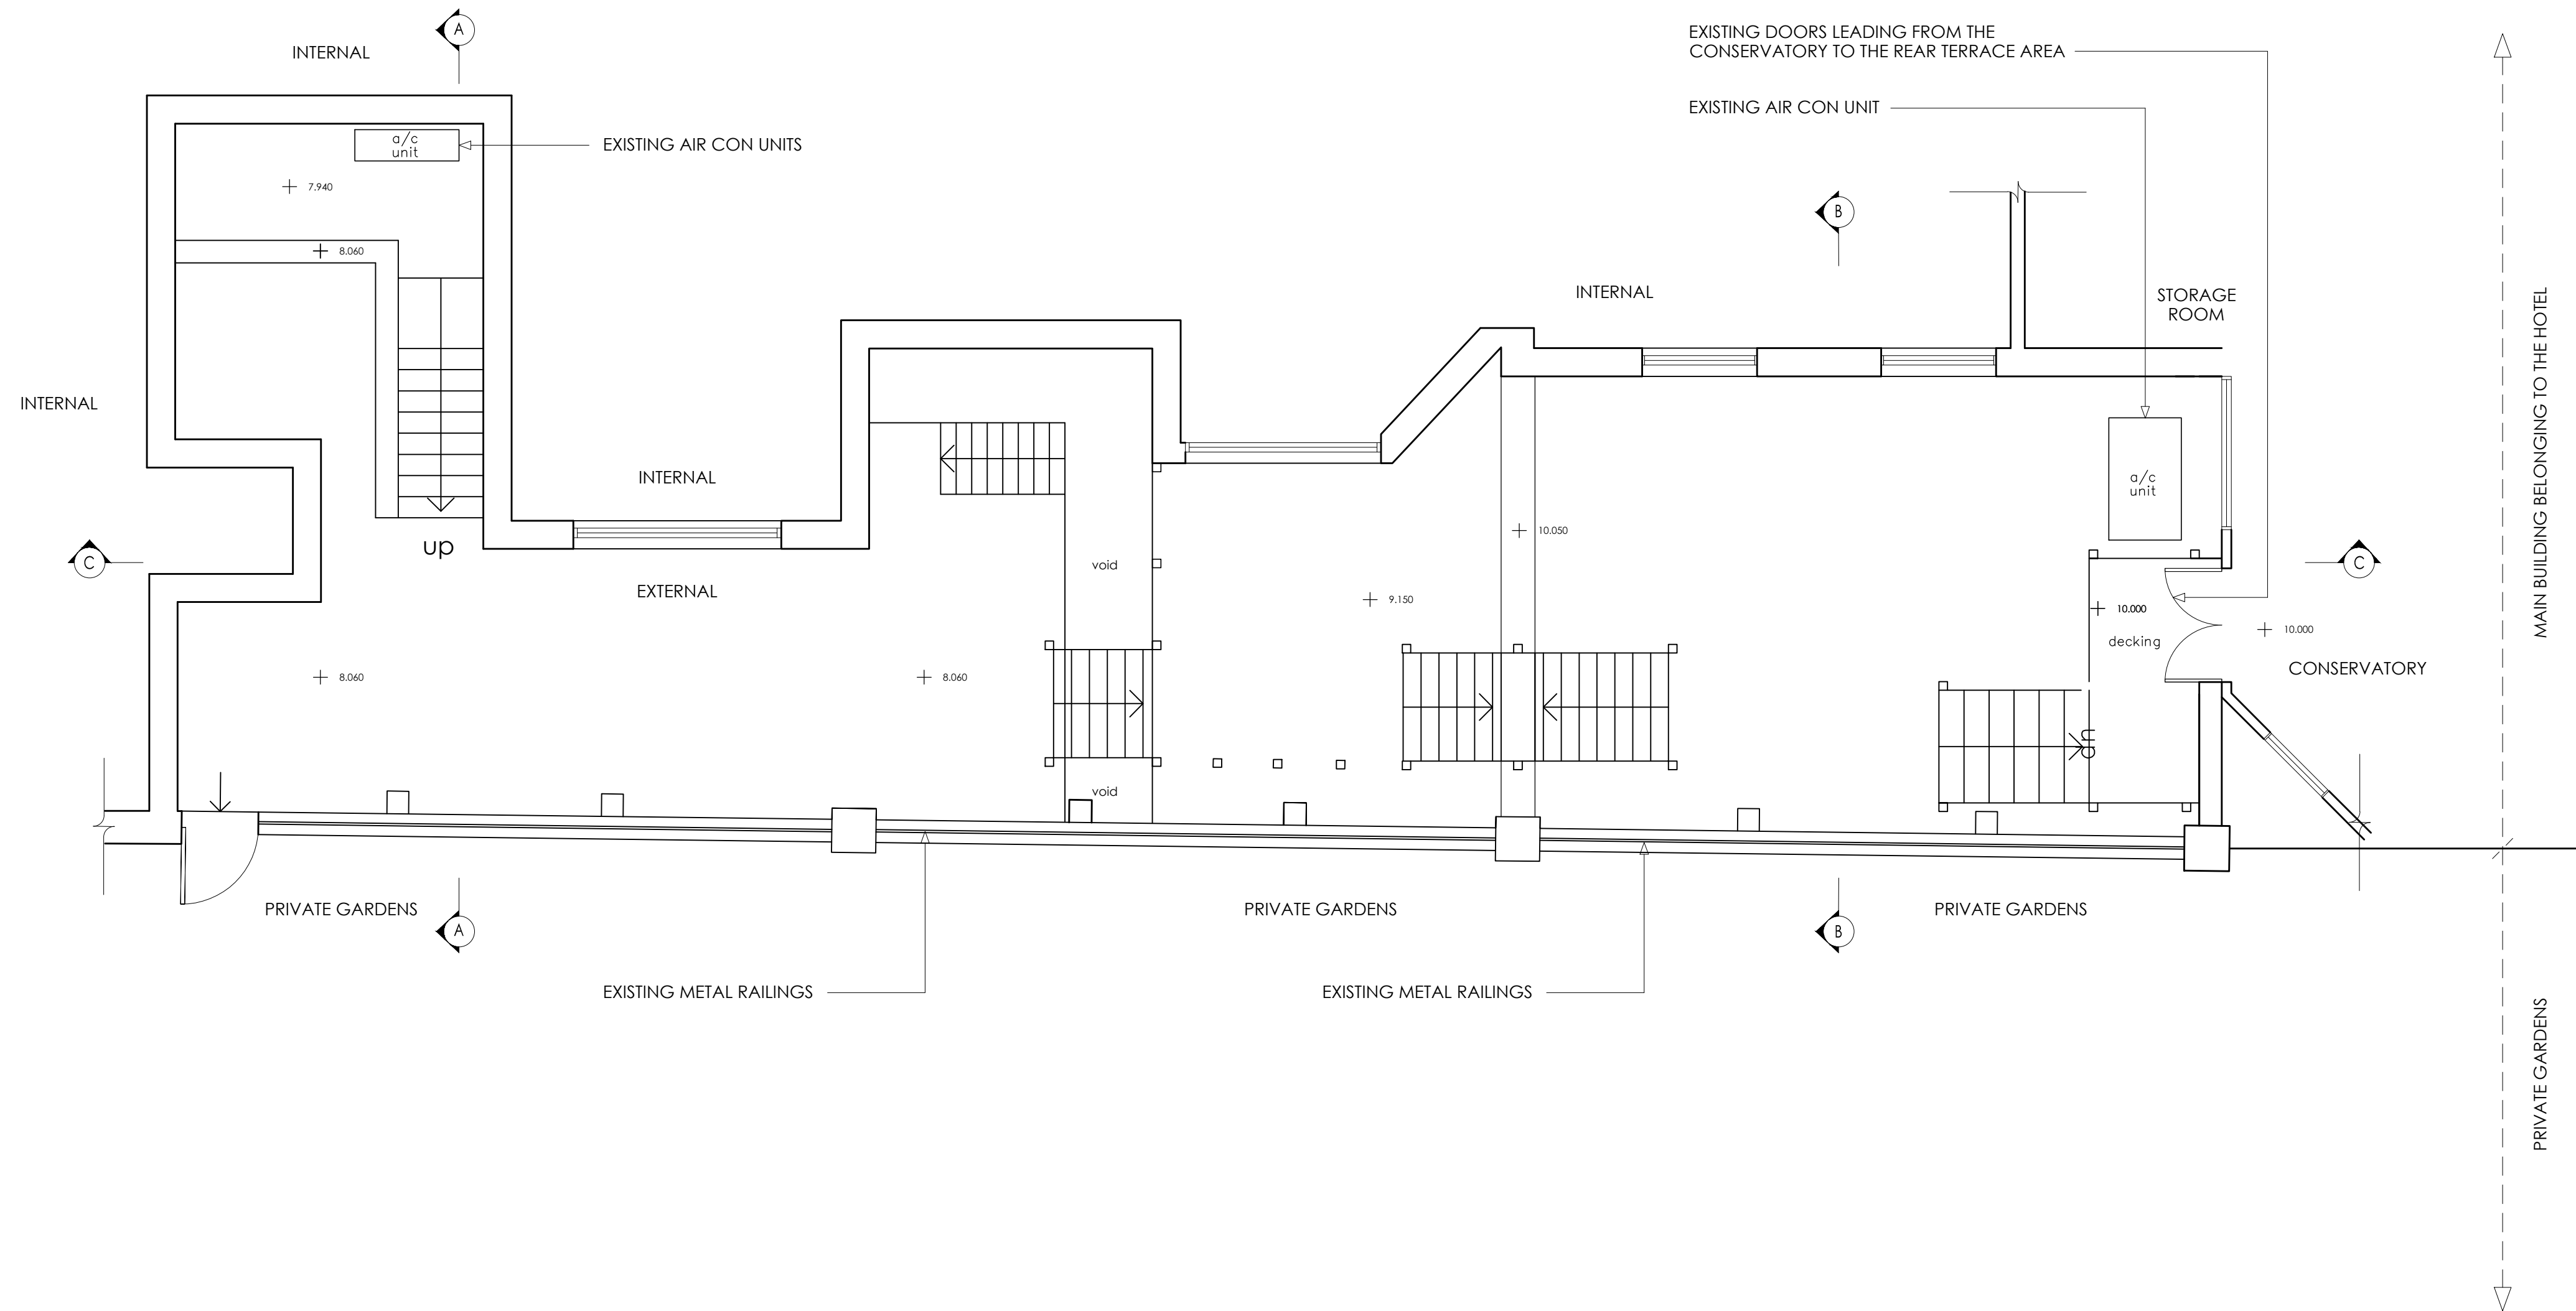 A
INTERNAL
EXISTING DOORS LEADING FROM THE
CONSERVATORY TO THE REAR TERRACE AREA
EXISTING AIR CON UNIT
a/c
unit
EXISTING AIR CON UNITS
7.940
B
8.060
INTERNAL
STORAGE
ROOM
MAIN BUILDING BELONGING TO THE HOTEL
INTERNAL
INTERNAL
a/c
unit
10.050
up
C
void
C
EXTERNAL
9.150
10.000
10.000
decking
CONSERVATORY
8.060
8.060
up
void
PRIVATE GARDENS
PRIVATE GARDENS
PRIVATE GARDENS
A
B
EXISTING METAL RAILINGS
EXISTING METAL RAILINGS
PRIVATE GARDENS